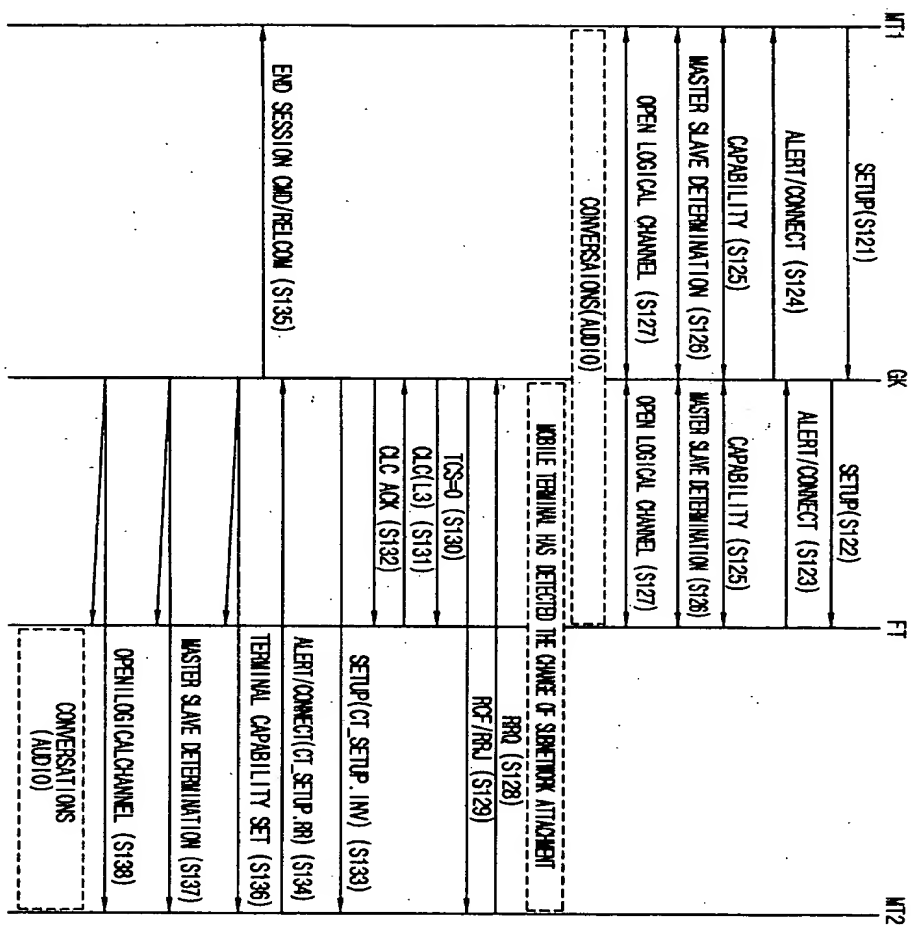 MT1
GK
FT
MT2
SETUP(S121)
SETUP(S122)
ALERT/CONNECT (S123)
ALERT/CONNECT (S124)
CAPABILITY (S125)
CAPABILITY (S125)
MASTER SLAVE DETERMINATION (S126)
MASTER SLAVE DETERMINATION (S126)
OPEN LOGICAL CHANNEL (S127)
OPEN LOGICAL CHANNEL (S127)
CONVERSAIONS(AUDIO)
MOBILE TERMINAL HAS DETECTED THE CHANGE OF SUBNETWORK ATTACHMENT
RRQ (S128)
RCF/RRJ (S129)
TCS=0 (S130)
CLC(L3) (S131)
CLC ACK (S132)
SETUP(CT_SETUP.INV) (S133)
ALERT/CONNECT(CT_SETUP.RR) (S134)
END SESSION CMD/RELCOM (S135)
TERMINAL CAPABILITY SET (S136)
MASTER SLAVE DETERMINATION (S137)
OPENILOGICALCHANNEL (S138)
CONVERSATIONS
(AUDIO)